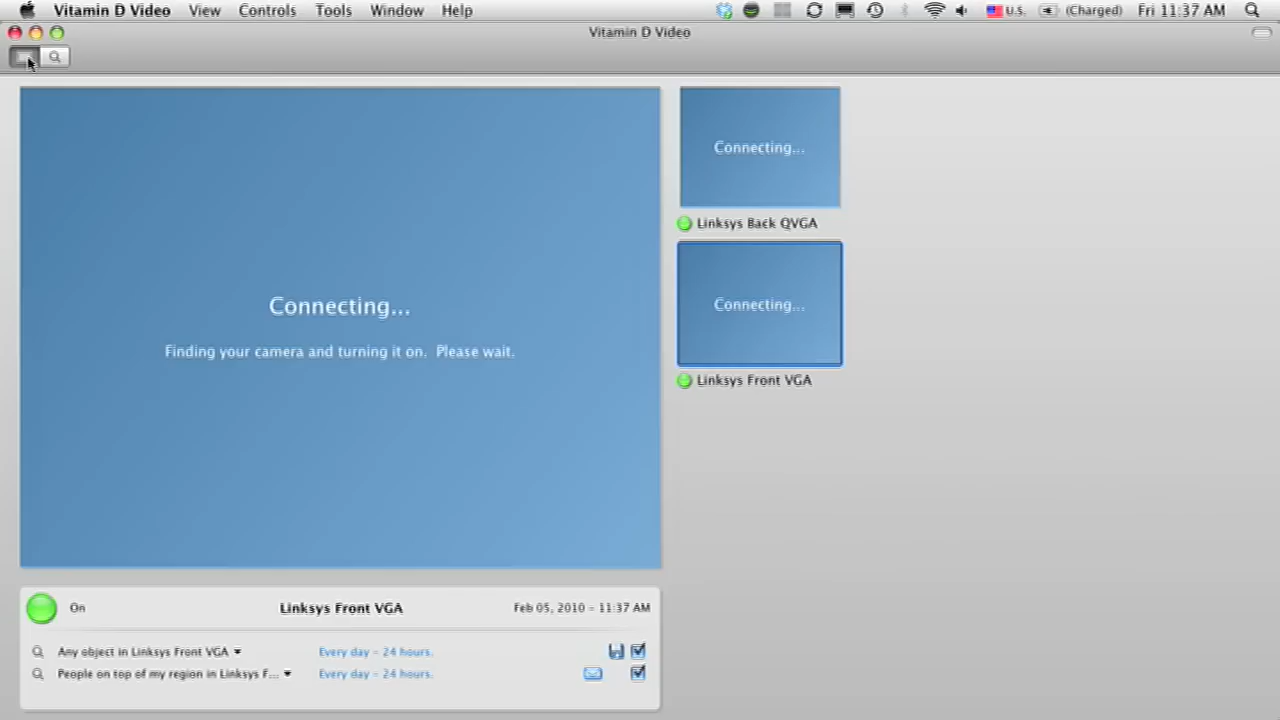 Vitamin D Video View Controls Tools Window Help U.S. (Charged) Fri 11:37 AM
Vitamin D Video
Connecting...
Finding your camera and turning it on. Please wait.
Connecting...
Linksys Back QVGA
Connecting...
Linksys Front VGA
On Linksys Front VGA Feb 05, 2010 - 11:37 AM
Any object in Linksys Front VGA Every day - 24 hours.
People on top of my region in Linksys F... Every day - 24 hours.